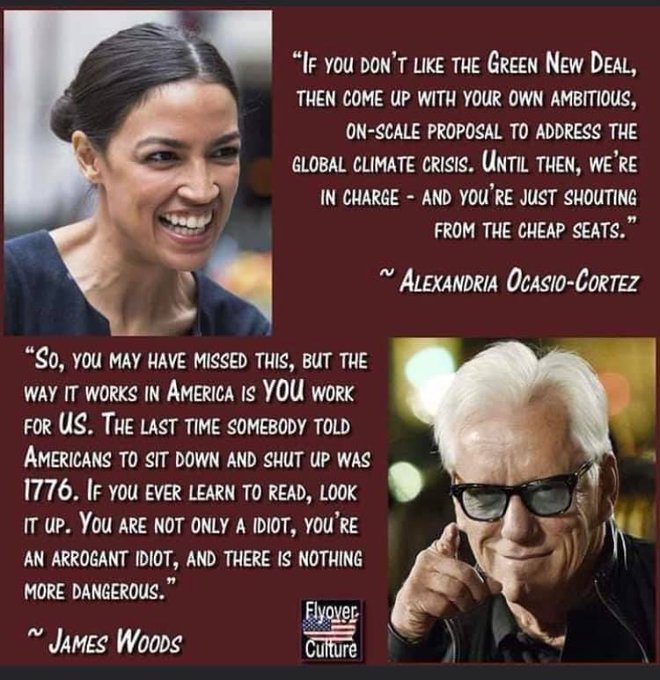 “If you don’t like the Green New Deal,
then come up with your own ambitious,
on-scale proposal to address the
global climate crisis. Until then, we’re
in charge - and you’re just shouting
from the cheap seats.”
~ Alexandria Ocasio-Cortez
“So, you may have missed this, but the
way it works in America is YOU work
for US. The last time somebody told
Americans to sit down and shut up was
1776. If you ever learn to read, look
it up. You are not only a idiot, you’re
an arrogant idiot, and there is nothing
more dangerous.”
~ James Woods
Flyover
Culture